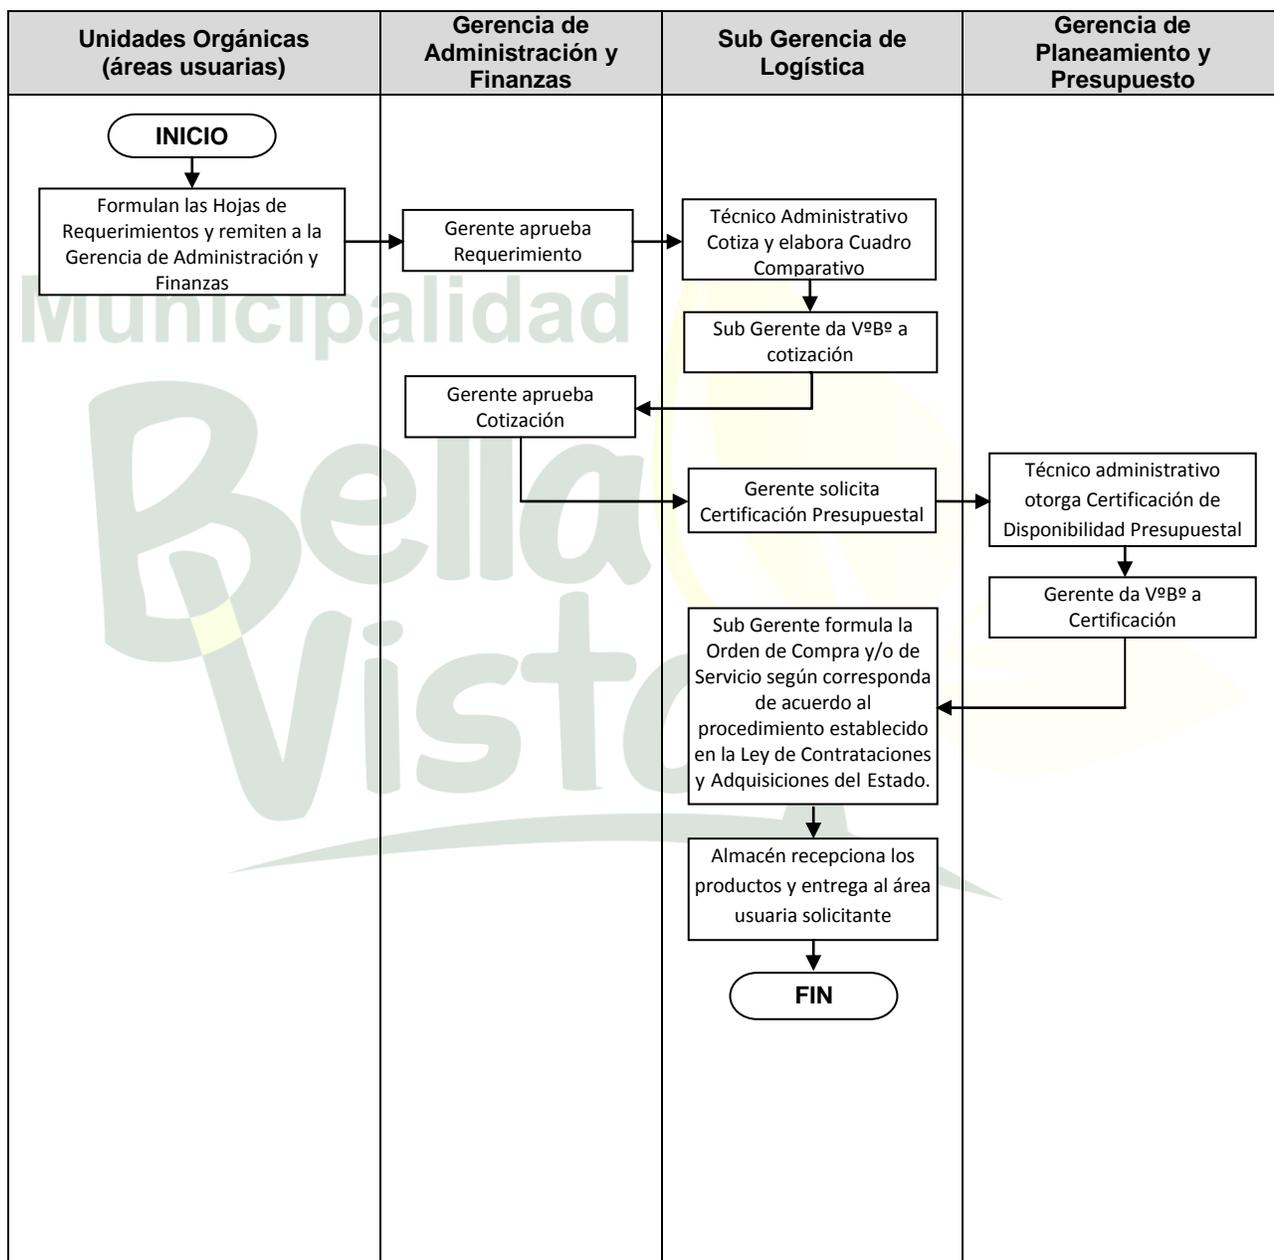 Unidades Orgánicas
(áreas usuarias)
Gerencia de
Administración y
Finanzas
Sub Gerencia de
Logística
Gerencia de
Planeamiento y
Presupuesto
INICIO
Formulan las Hojas de
Requerimientos y remiten a la
Gerencia de Administración y
Finanzas
Gerente aprueba
Requerimiento
Técnico Administrativo
Cotiza y elabora Cuadro
Comparativo
Sub Gerente da VºBº a
cotización
Gerente aprueba
Cotización
Gerente solicita
Certificación Presupuestal
Técnico administrativo
otorga Certificación de
Disponibilidad Presupuestal
Gerente da VºBº a
Certificación
Sub Gerente formula la
Orden de Compra y/o de
Servicio según corresponda
de acuerdo al
procedimiento establecido
en la Ley de Contrataciones
y Adquisiciones del Estado.
Almacén recepciona los
productos y entrega al área
usuaria solicitante
FIN
Municipalidad
Bella
Vista